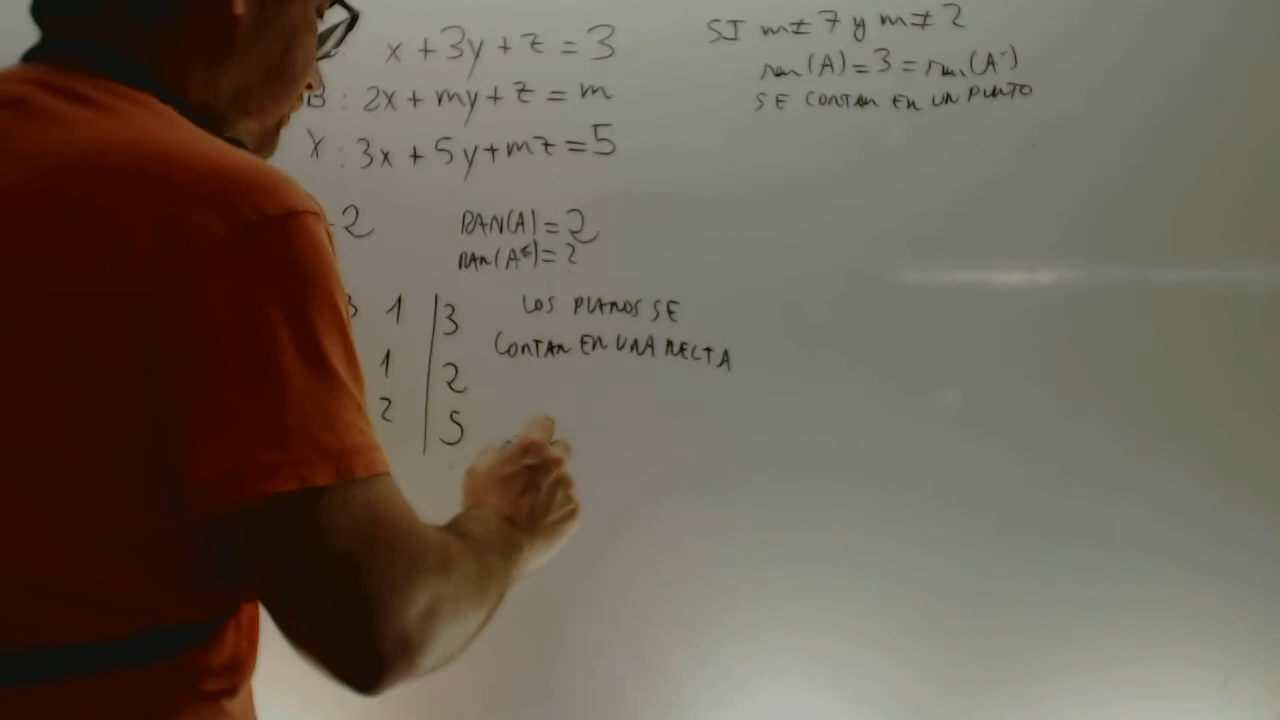 x + 3y + z = 3
B : 2x + my + z = m
γ : 3x + 5y + mz = 5
SI m ≠ 7 y m ≠ 2
ran (A) = 3 = ran (A*)
SE CORTAN EN UN PUNTO
2
RAN(A) = 2
RAN(A*) = 2
3 1 | 3
1 | 2
2 | 5
LOS PLANOS SE
CORTAN EN UNA RECTA